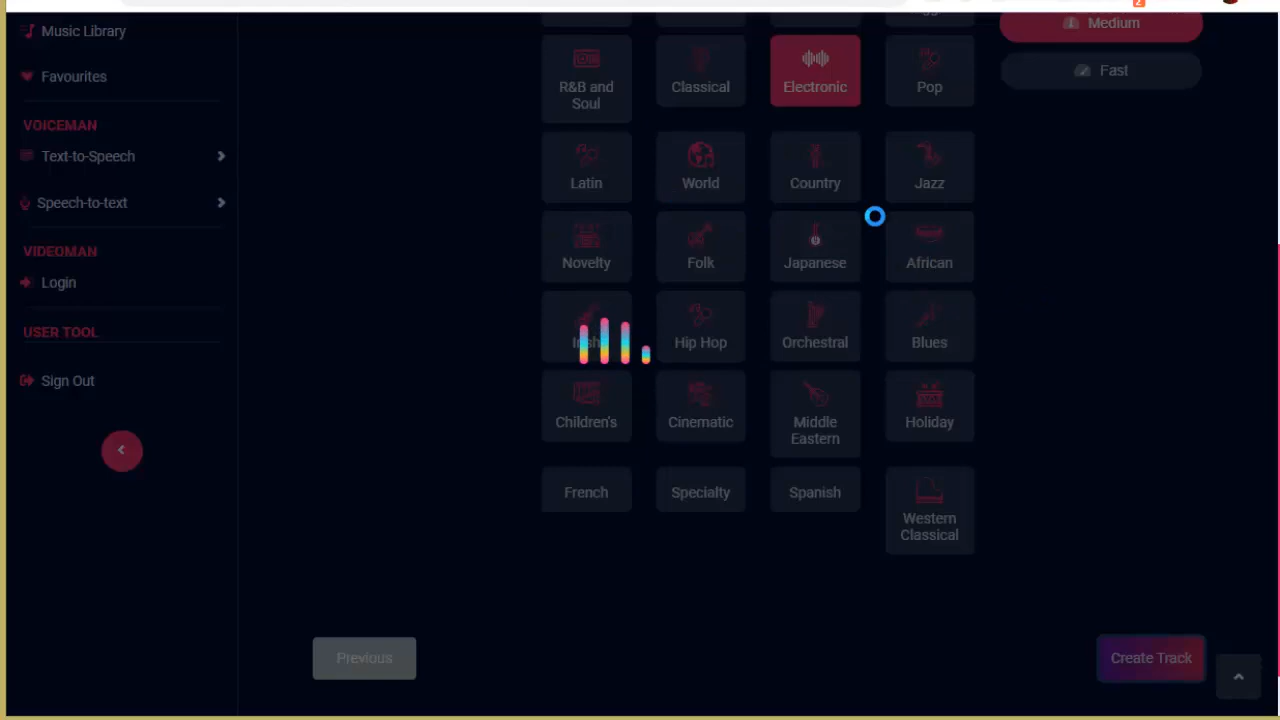 Music Library
Medium
Favourites
Fast
R&B and
Soul
Classical
Electronic
Pop
VOICEMAN
Text-to-Speech
Latin
World
Country
Jazz
Speech-to-text
VIDEOMAN
Novelty
Folk
Japanese
African
Login
USER TOOL
Irish
Hip Hop
Orchestral
Blues
Sign Out
Children's
Cinematic
Middle
Eastern
Holiday
French
Specialty
Spanish
Western
Classical
Previous
Create Track